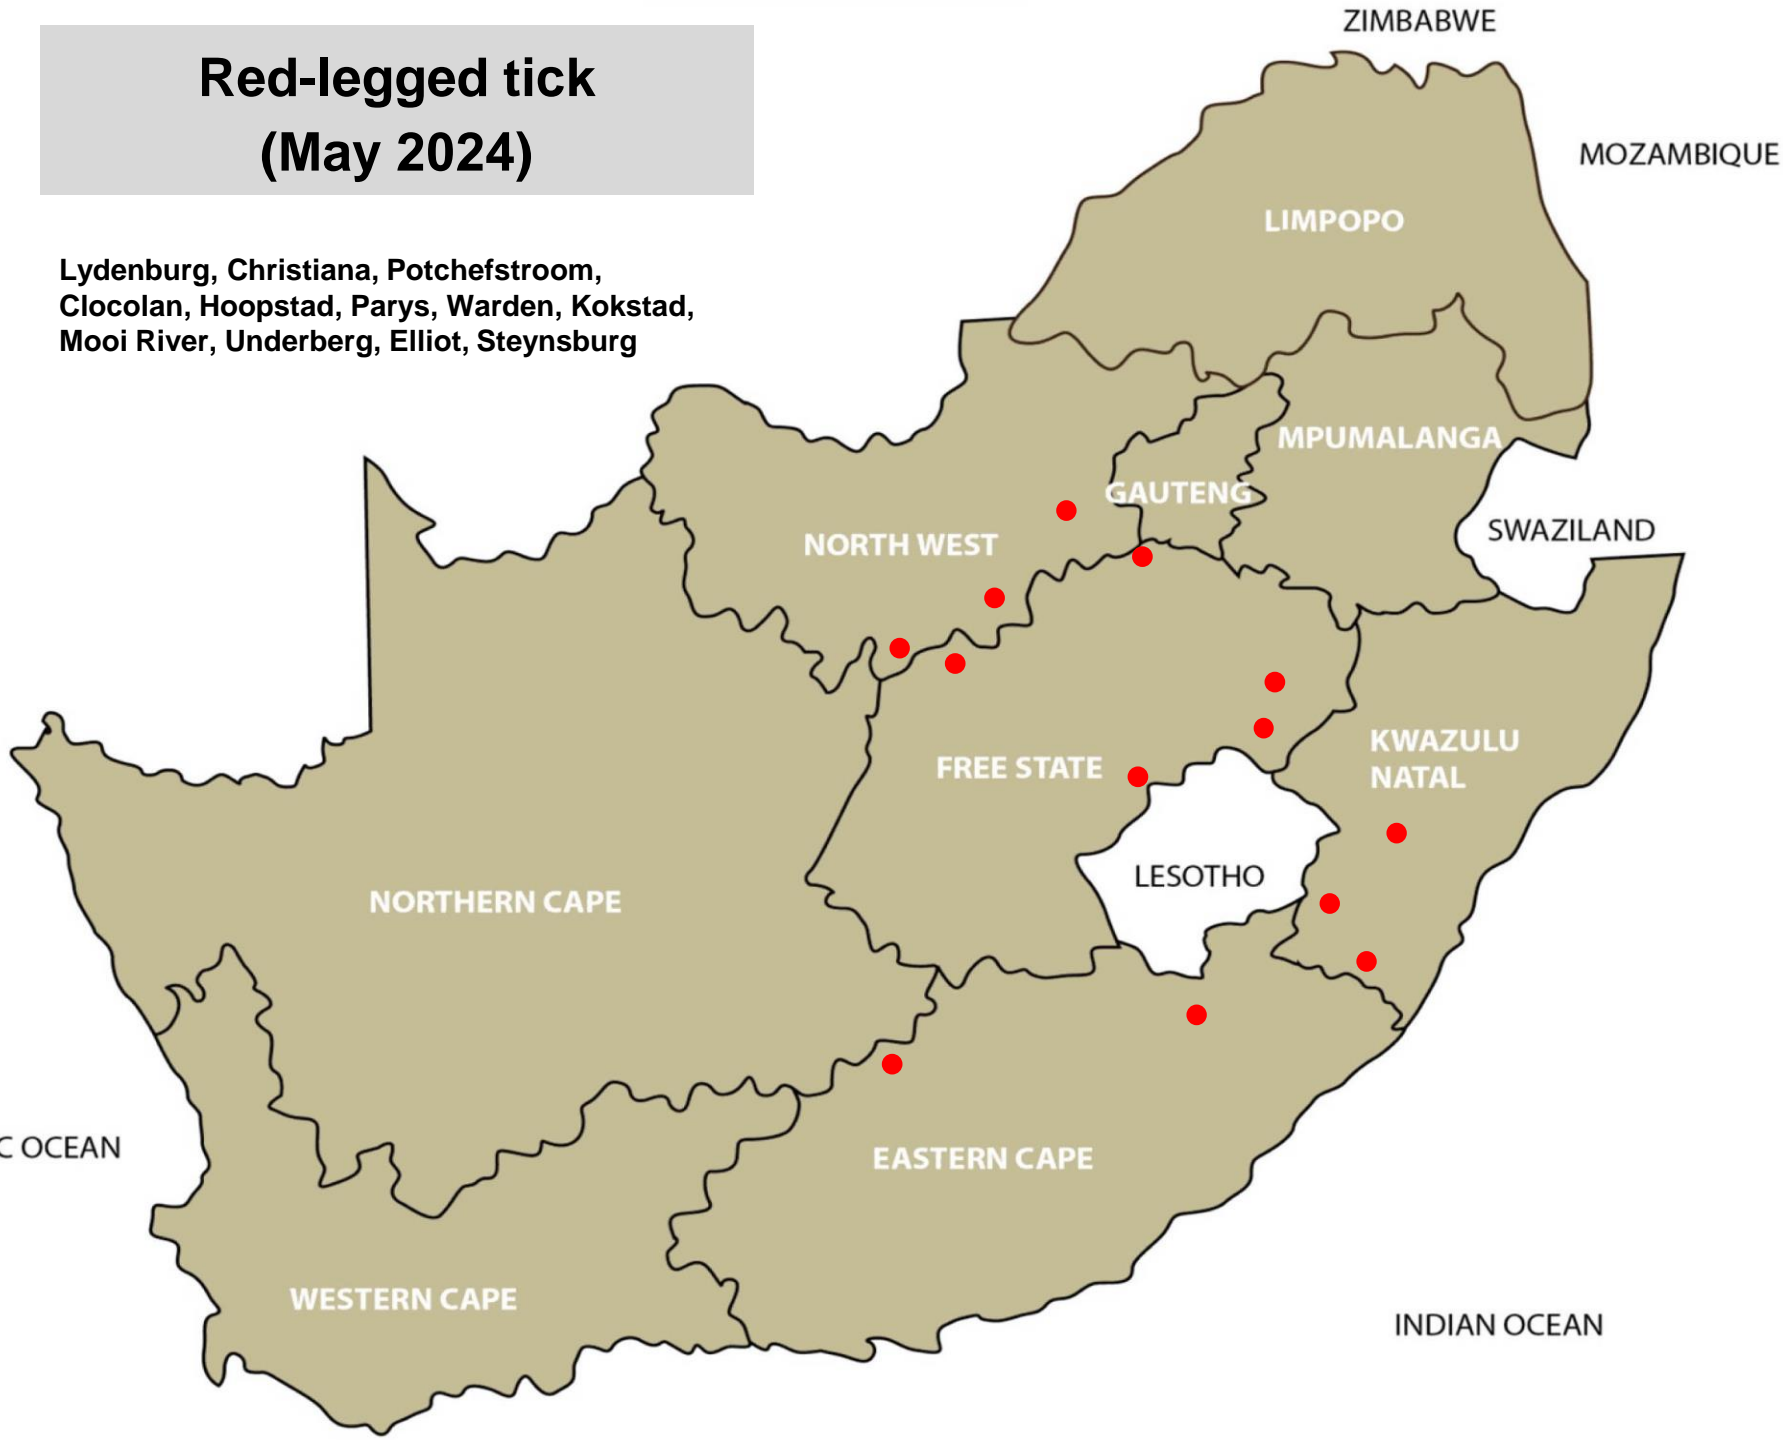 Red-legged tick
(May 2024)
Lydenburg, Christiana, Potchefstroom,
Clocolan, Hoopstad, Parys, Warden, Kokstad,
Mooi River, Underberg, Elliot, Steynsburg
ZIMBABWE
MOZAMBIQUE
LIMPOPO
MPUMALANGA
GAUTENG
SWAZILAND
NORTH WEST
KWAZULU
NATAL
FREE STATE
LESOTHO
NORTHERN CAPE
C OCEAN
EASTERN CAPE
WESTERN CAPE
INDIAN OCEAN